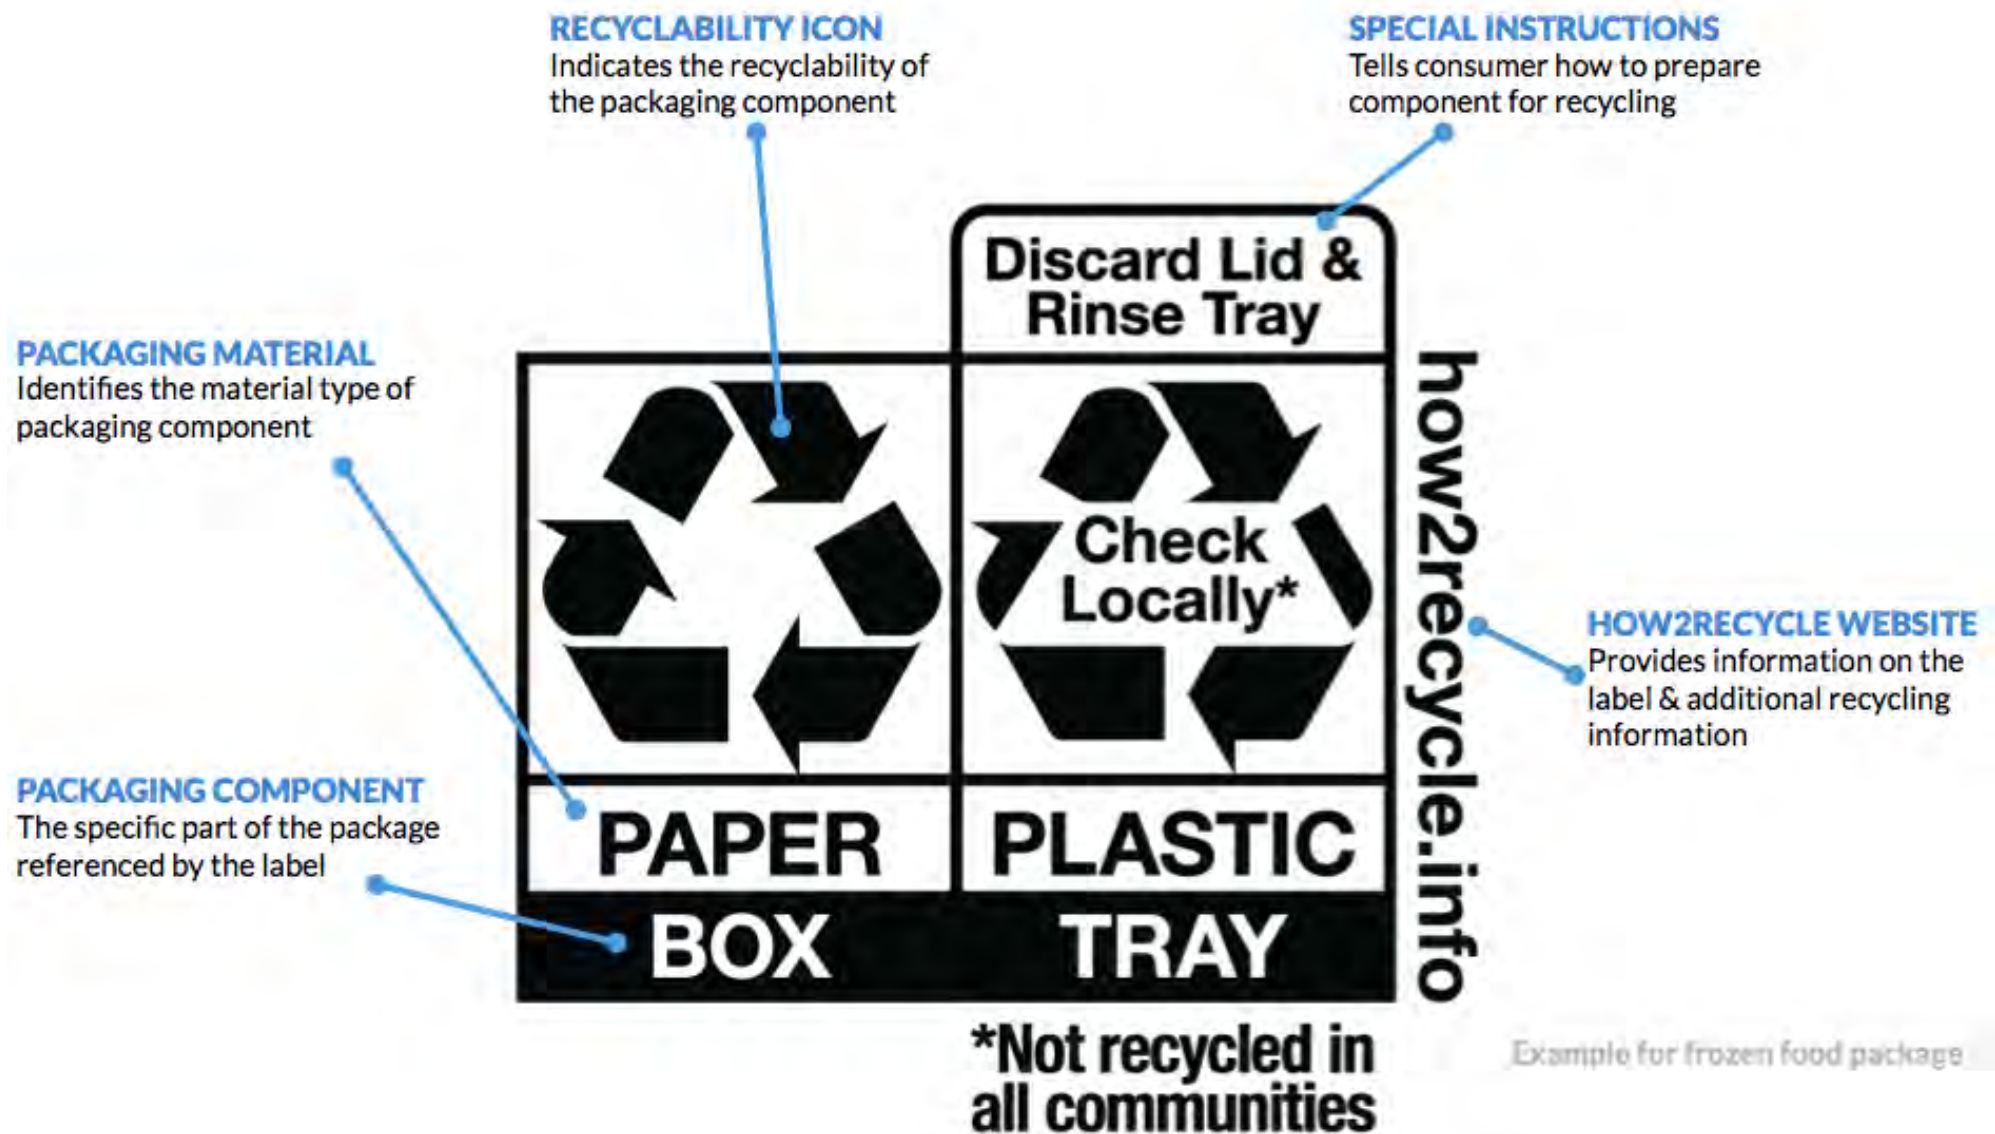 RECYCLABILITY ICON
Indicates the recyclability of
the packaging component
SPECIAL INSTRUCTIONS
Tells consumer how to prepare
component for recycling
Discard Lid &
Rinse Tray
PACKAGING MATERIAL
Identifies the material type of
packaging component
Check
Locally*
how2recycle.info
HOW2RECYCLE WEBSITE
Provides information on the
label & additional recycling
information
PACKAGING COMPONENT
The specific part of the package
referenced by the label
PAPER
PLASTIC
BOX
TRAY
*Not recycled in
all communities
Example for frozen food package